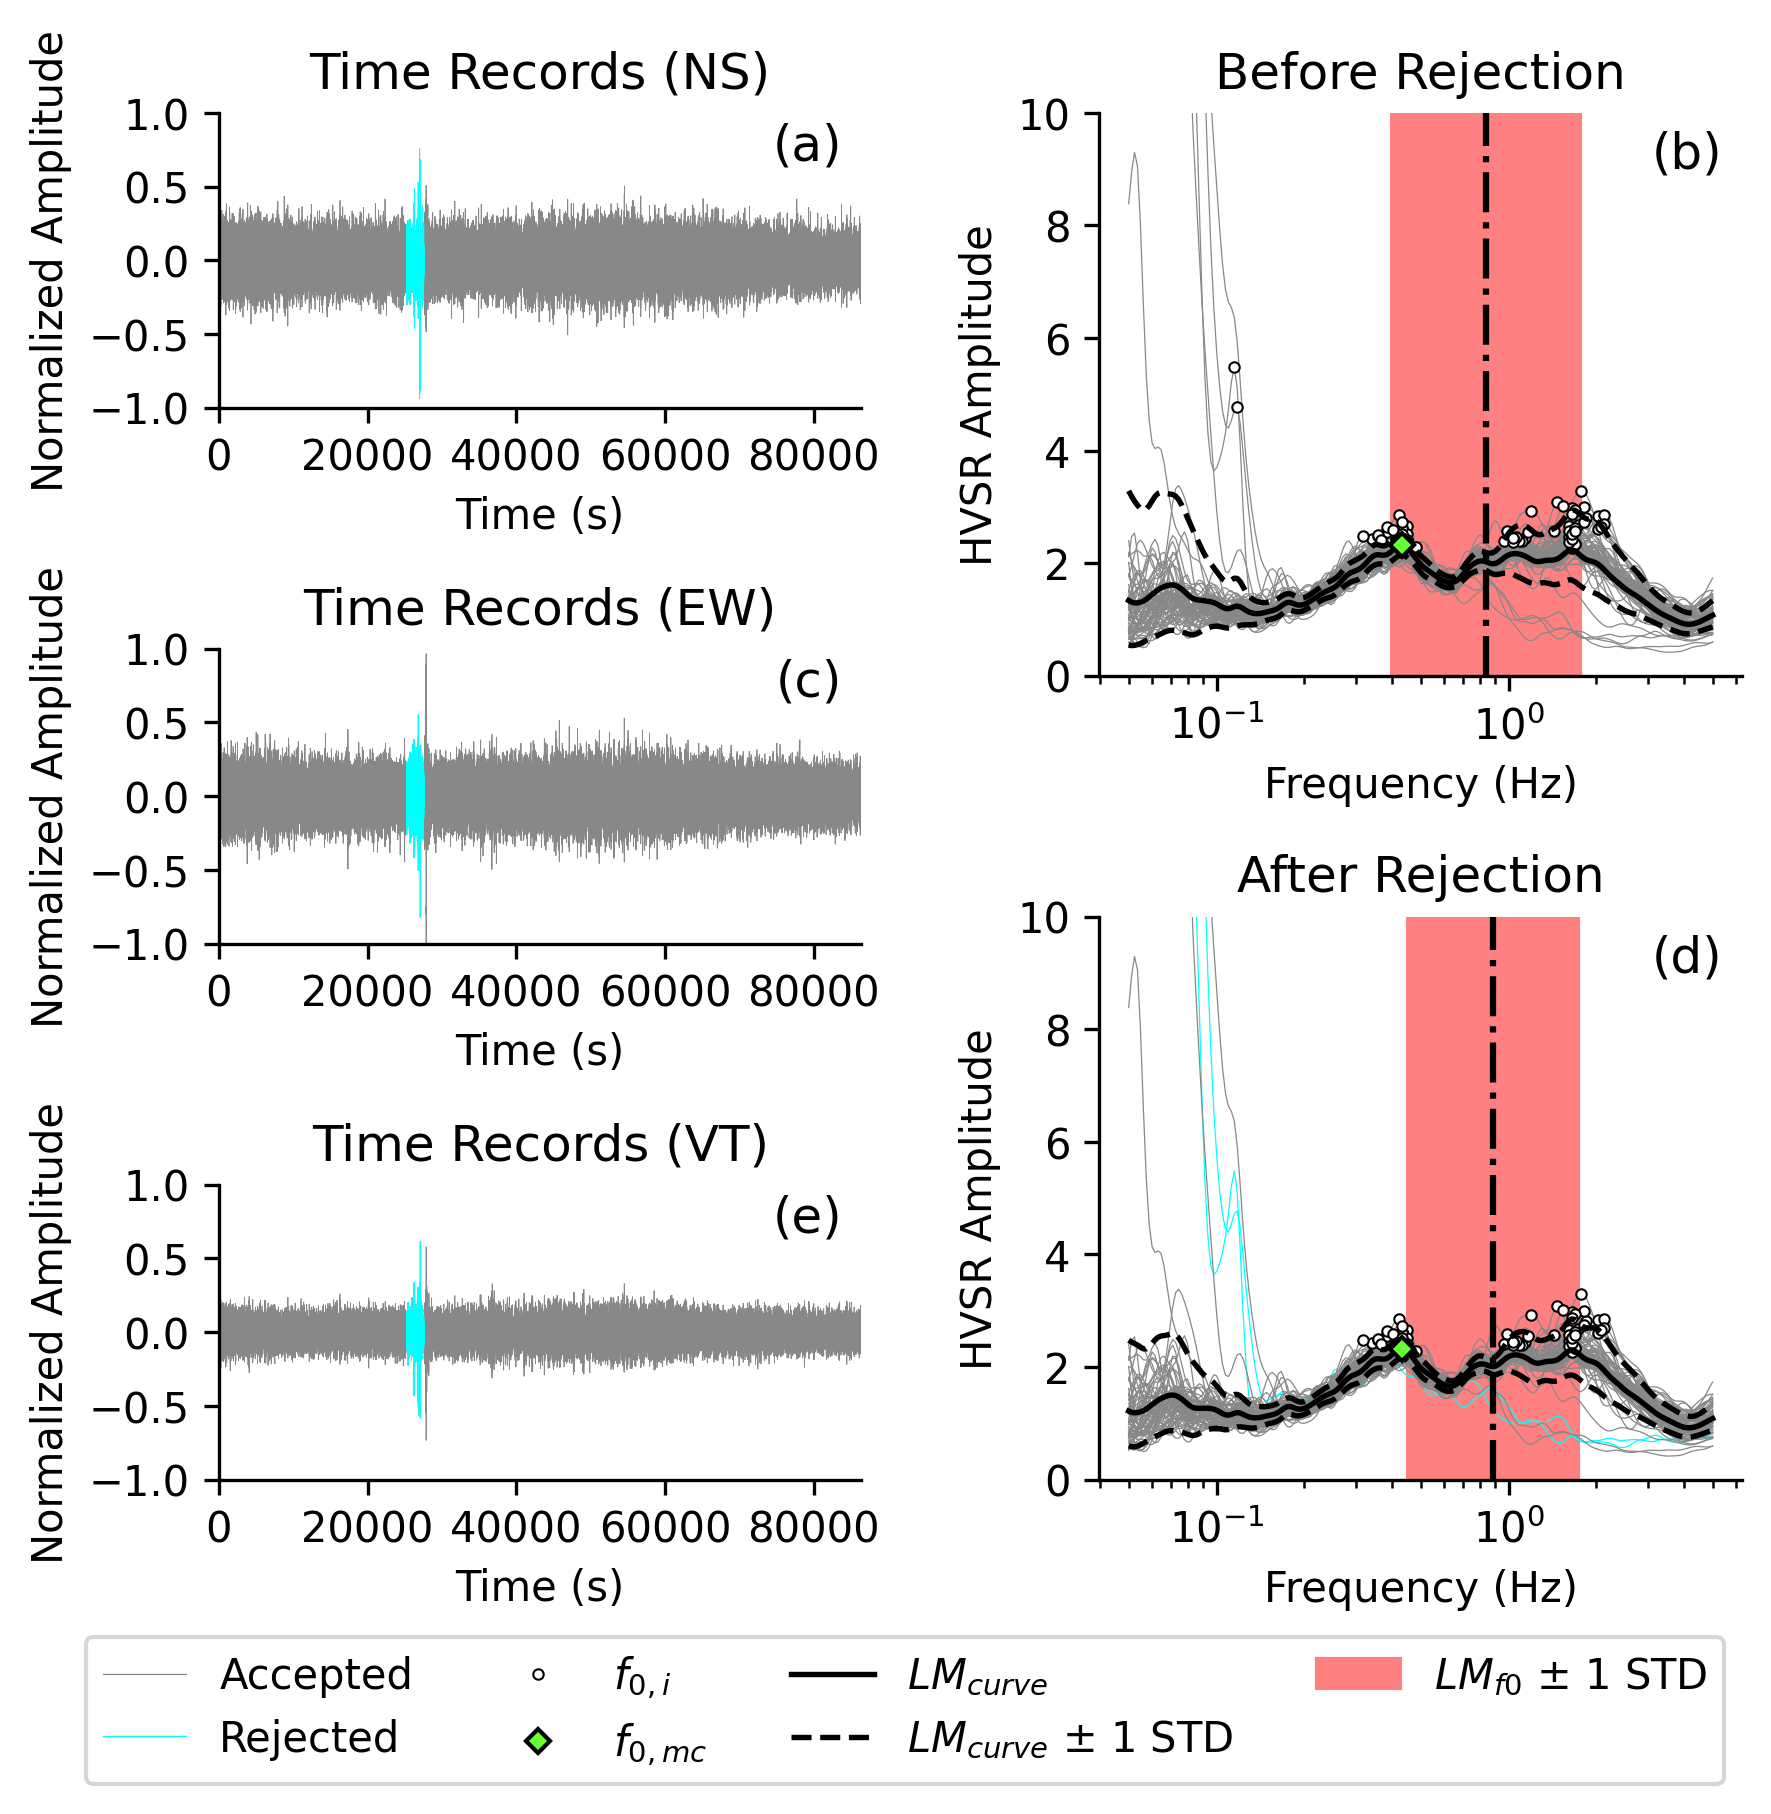 Time Records (NS)
Normalized Amplitude
1.0
0.5
0.0
−0.5
−1.0
(a)
0 20000 40000 60000 80000
Time (s)
Before Rejection
HVSR Amplitude
10
8
6
4
2
0
(b)
10⁻¹ 10⁰
Frequency (Hz)
Time Records (EW)
Normalized Amplitude
1.0
0.5
0.0
−0.5
−1.0
(c)
0 20000 40000 60000 80000
Time (s)
After Rejection
HVSR Amplitude
10
8
6
4
2
0
(d)
10⁻¹ 10⁰
Frequency (Hz)
Time Records (VT)
Normalized Amplitude
1.0
0.5
0.0
−0.5
−1.0
(e)
0 20000 40000 60000 80000
Time (s)
Accepted
Rejected
f0,i
f0,mc
LMcurve
LMcurve ± 1 STD
LMf0 ± 1 STD